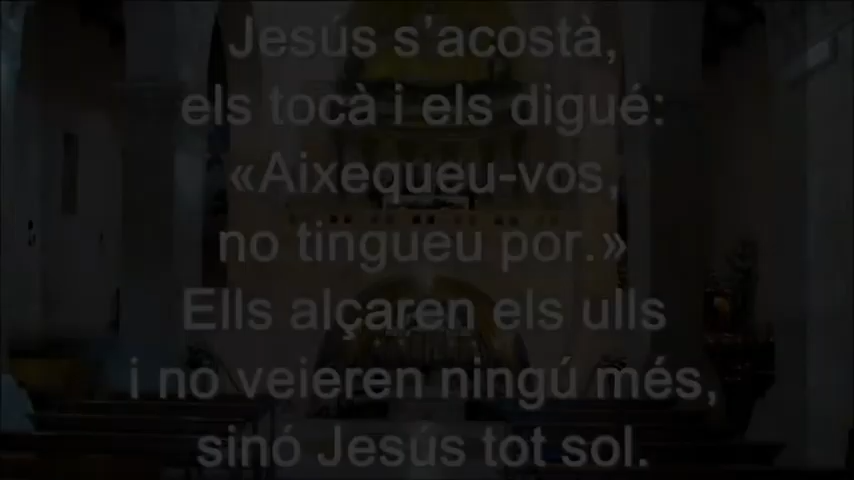 Jesús s'acostà,
els tocà i els digué:
«Aixequeu-vos,
no tingueu por.»
Ells alçaren els ulls
i no veieren ningú més,
sinó Jesús tot sol.